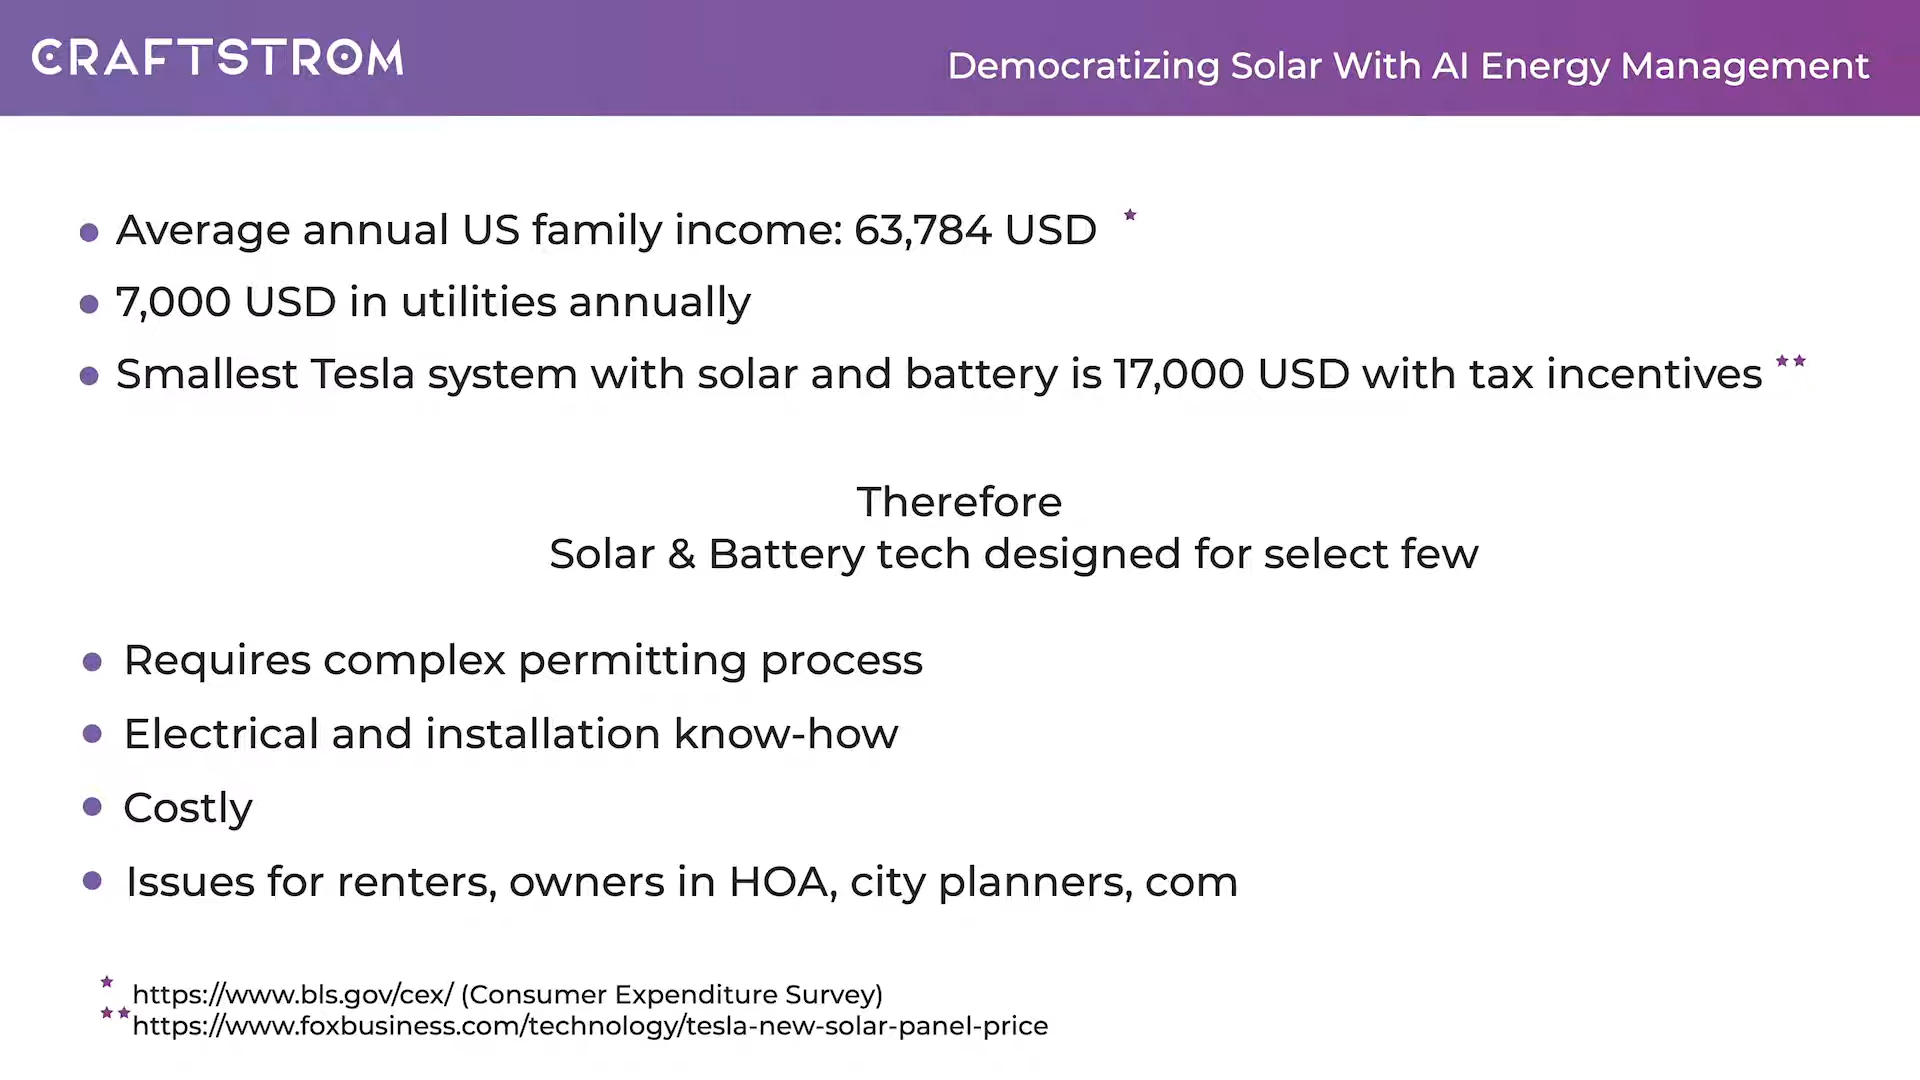 CRAFTSTROM
Democratizing Solar With AI Energy Management
Average annual US family income: 63,784 USD *
7,000 USD in utilities annually
Smallest Tesla system with solar and battery is 17,000 USD with tax incentives **
Therefore
Solar & Battery tech designed for select few
Requires complex permitting process
Electrical and installation know-how
Costly
Issues for renters, owners in HOA, city planners, com
* https://www.bls.gov/cex/ (Consumer Expenditure Survey)
** https://www.foxbusiness.com/technology/tesla-new-solar-panel-price